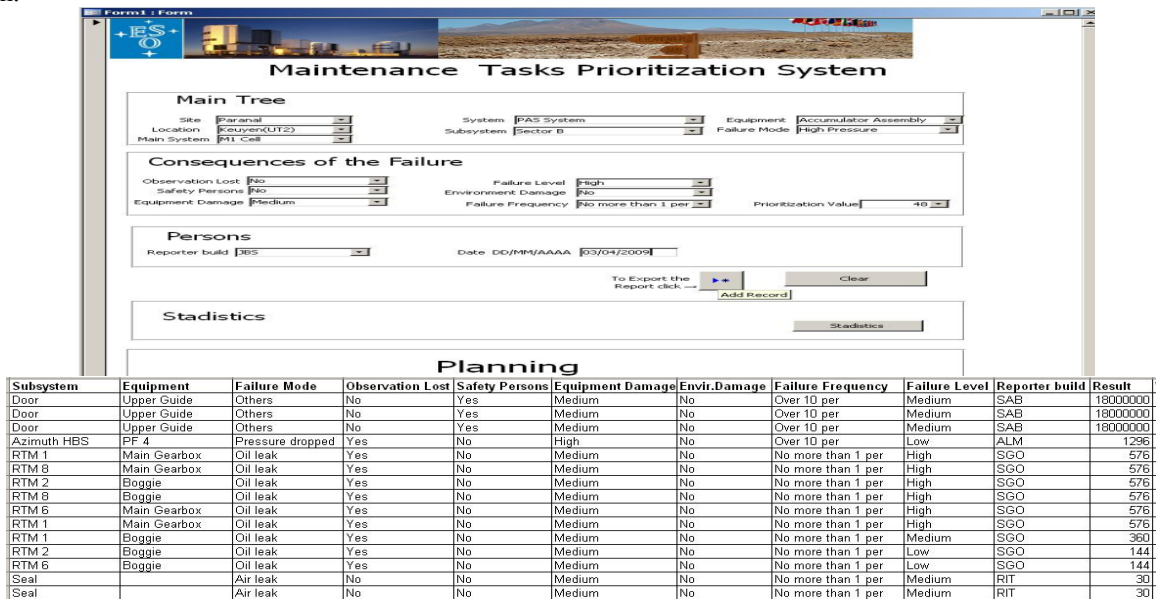 n.
Form1 : Form
ES
O
Maintenance Tasks Prioritization System
Main Tree
Site Paranal System PAS System Equipment Accumulator Assembly
Location Keuyen(UT2) Subsystem Sector B Failure Mode High Pressure
Main System M1 Cell
Consequences of the Failure
Observation Lost No Failure Level High
Safety Persons No Environment Damage No
Equipment Damage Medium Failure Frequency No more than 1 per Prioritization Value 48
Persons
Reporter build JBS Date DD/MM/AAAA 03/04/2009
To Export the
Report click → Clear
Add Record
Stadistics
Stadistics
Planning
Subsystem Equipment Failure Mode Observation Lost Safety Persons Equipment Damage Envir.Damage Failure Frequency Failure Level Reporter build Result
Door Upper Guide Others No Yes Medium No Over 10 per Medium SAB 18000000
Door Upper Guide Others No Yes Medium No Over 10 per Medium SAB 18000000
Door Upper Guide Others No Yes Medium No Over 10 per Medium SAB 18000000
Azimuth HBS PF 4 Pressure dropped Yes No High No Over 10 per Low ALM 1296
RTM 1 Main Gearbox Oil leak Yes No Medium No No more than 1 per High SGO 576
RTM 8 Main Gearbox Oil leak Yes No Medium No No more than 1 per High SGO 576
RTM 2 Boggie Oil leak Yes No Medium No No more than 1 per High SGO 576
RTM 8 Boggie Oil leak Yes No Medium No No more than 1 per High SGO 576
RTM 6 Main Gearbox Oil leak Yes No Medium No No more than 1 per High SGO 576
RTM 1 Main Gearbox Oil leak Yes No Medium No No more than 1 per High SGO 576
RTM 1 Boggie Oil leak Yes No Medium No No more than 1 per Medium SGO 360
RTM 2 Boggie Oil leak Yes No Medium No No more than 1 per Low SGO 144
RTM 6 Boggie Oil leak Yes No Medium No No more than 1 per Low SGO 144
Seal Air leak No No Medium No No more than 1 per Medium RIT 30
Seal Air leak No No Medium No No more than 1 per Medium RIT 30